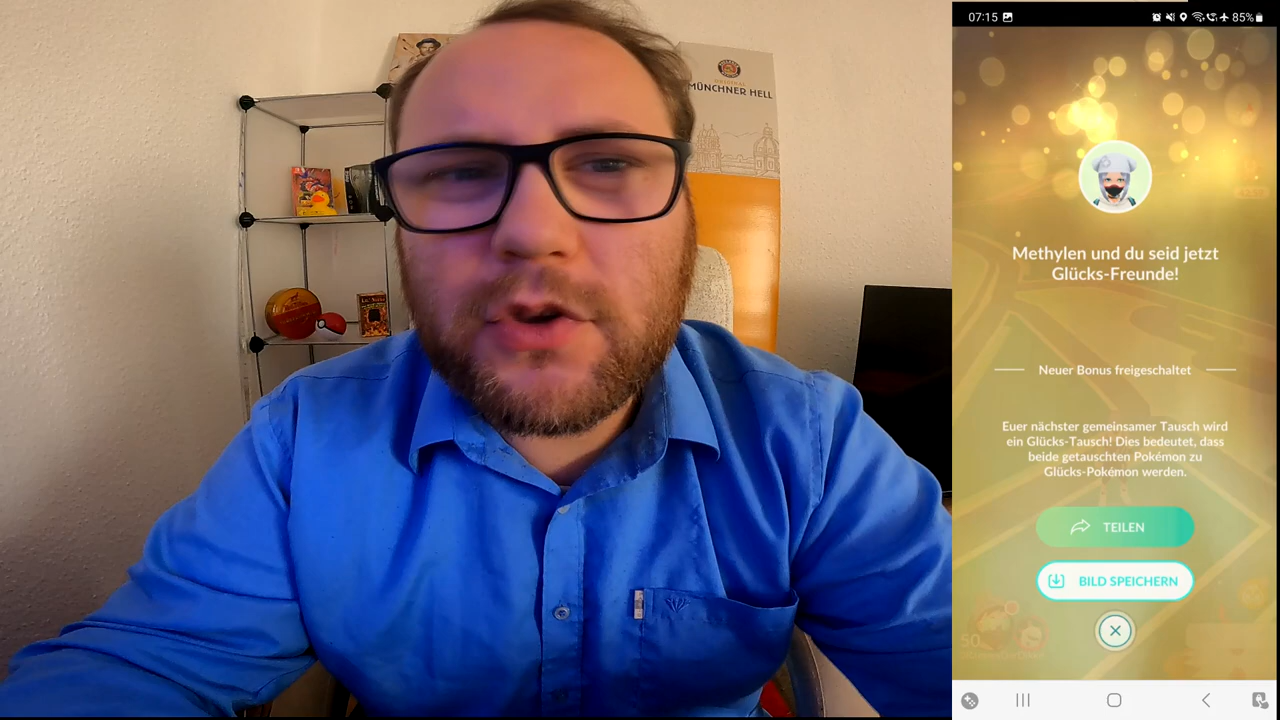 MÜNCHNER HELL
07:15
85%
Methylen und du seid jetzt
Glücks-Freunde!
Neuer Bonus freigeschaltet
Euer nächster gemeinsamer Tausch wird
ein Glücks-Tausch! Dies bedeutet, dass
beide getauschten Pokémon zu
Glücks-Pokémon werden.
TEILEN
BILD SPEICHERN
50